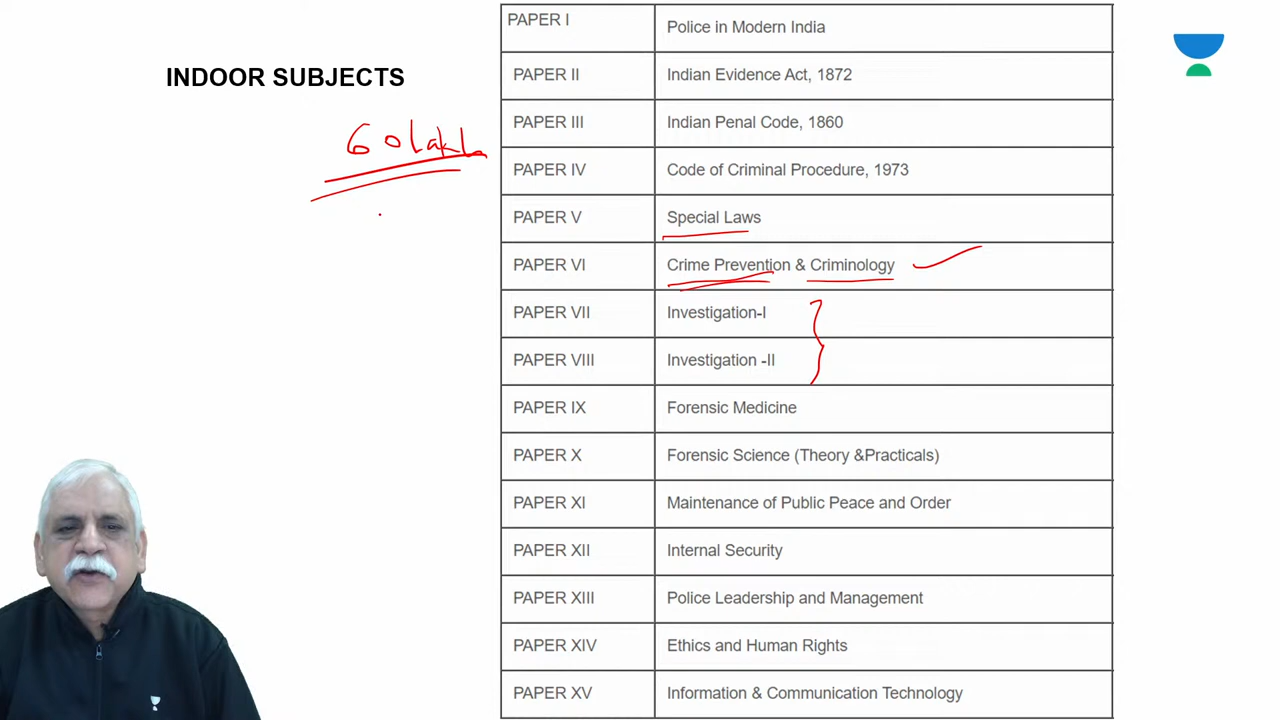 INDOOR SUBJECTS
60 lakh
PAPER I Police in Modern India
PAPER II Indian Evidence Act, 1872
PAPER III Indian Penal Code, 1860
PAPER IV Code of Criminal Procedure, 1973
PAPER V Special Laws
PAPER VI Crime Prevention & Criminology
PAPER VII Investigation-I
PAPER VIII Investigation -II
PAPER IX Forensic Medicine
PAPER X Forensic Science (Theory &Practicals)
PAPER XI Maintenance of Public Peace and Order
PAPER XII Internal Security
PAPER XIII Police Leadership and Management
PAPER XIV Ethics and Human Rights
PAPER XV Information & Communication Technology